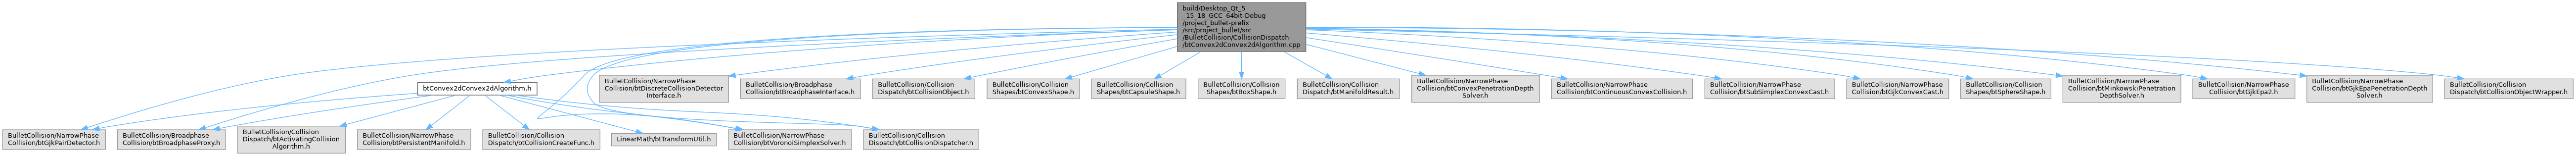 build/Desktop_Qt_5
_15_18_GCC_64bit-Debug
/project_bullet-prefix
/src/project_bullet/src
/BulletCollision/CollisionDispatch
/btConvex2dConvex2dAlgorithm.cpp
btConvex2dConvex2dAlgorithm.h
BulletCollision/NarrowPhase
Collision/btDiscreteCollisionDetector
Interface.h
BulletCollision/Broadphase
Collision/btBroadphaseInterface.h
BulletCollision/Collision
Dispatch/btCollisionObject.h
BulletCollision/Collision
Shapes/btConvexShape.h
BulletCollision/Collision
Shapes/btCapsuleShape.h
BulletCollision/Collision
Shapes/btBoxShape.h
BulletCollision/Collision
Dispatch/btManifoldResult.h
BulletCollision/NarrowPhase
Collision/btConvexPenetrationDepth
Solver.h
BulletCollision/NarrowPhase
Collision/btContinuousConvexCollision.h
BulletCollision/NarrowPhase
Collision/btSubSimplexConvexCast.h
BulletCollision/NarrowPhase
Collision/btGjkConvexCast.h
BulletCollision/Collision
Shapes/btSphereShape.h
BulletCollision/NarrowPhase
Collision/btMinkowskiPenetration
DepthSolver.h
BulletCollision/NarrowPhase
Collision/btGjkEpa2.h
BulletCollision/NarrowPhase
Collision/btGjkEpaPenetrationDepth
Solver.h
BulletCollision/Collision
Dispatch/btCollisionObjectWrapper.h
BulletCollision/NarrowPhase
Collision/btGjkPairDetector.h
BulletCollision/Broadphase
Collision/btBroadphaseProxy.h
BulletCollision/Collision
Dispatch/btActivatingCollision
Algorithm.h
BulletCollision/NarrowPhase
Collision/btPersistentManifold.h
BulletCollision/Collision
Dispatch/btCollisionCreateFunc.h
LinearMath/btTransformUtil.h
BulletCollision/NarrowPhase
Collision/btVoronoiSimplexSolver.h
BulletCollision/Collision
Dispatch/btCollisionDispatcher.h